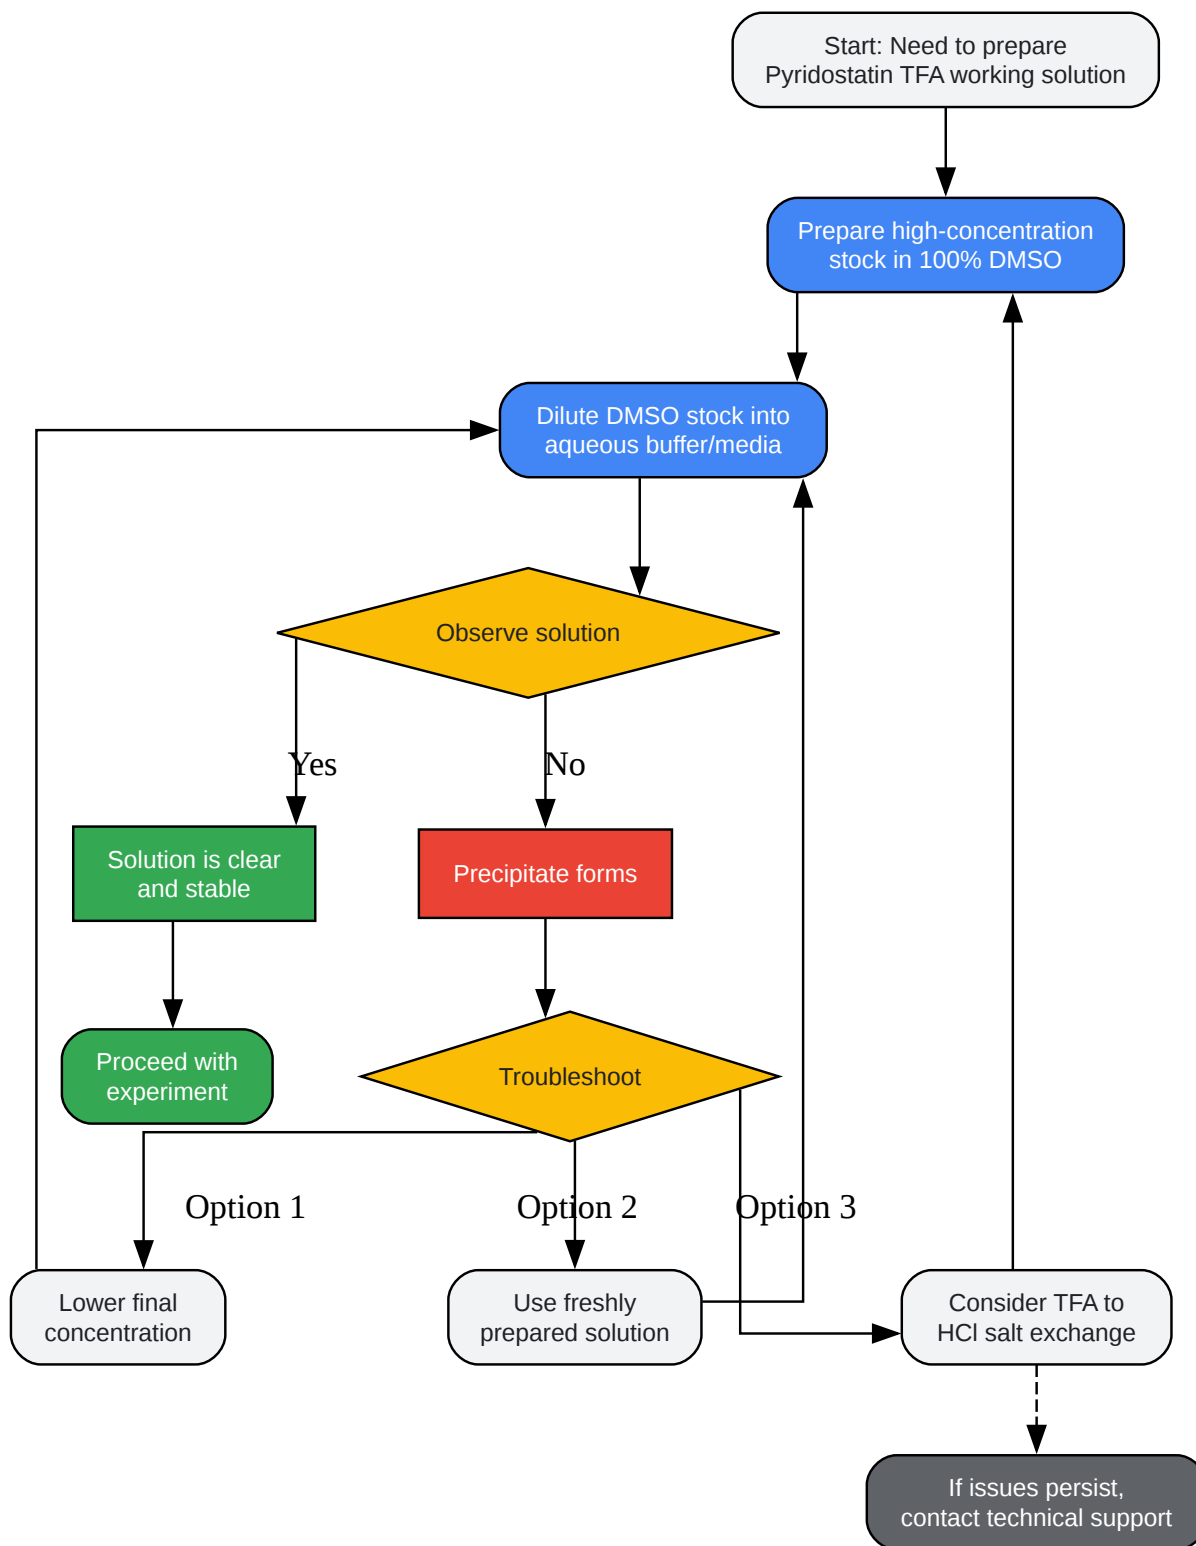 Start: Need to prepare
Pyridostatin TFA working solution
Prepare high-concentration
stock in 100% DMSO
Dilute DMSO stock into
aqueous buffer/media
Observe solution
Yes
No
Solution is clear
and stable
Precipitate forms
Proceed with
experiment
Troubleshoot
Option 1
Option 2
Option 3
Lower final
concentration
Use freshly
prepared solution
Consider TFA to
HCl salt exchange
If issues persist,
contact technical support